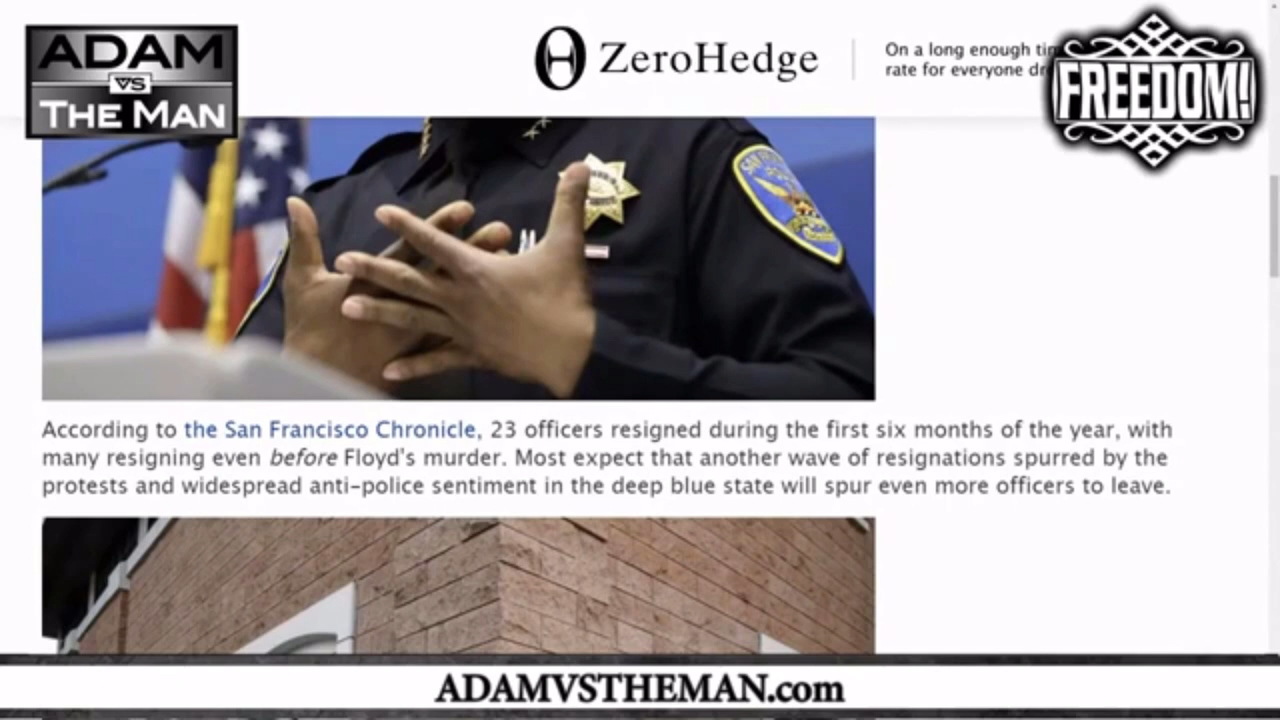 ADAM
VS
THE MAN
ZeroHedge
On a long enough
rate for everyone
FREEDOM!
According to the San Francisco Chronicle, 23 officers resigned during the first six months of the year, with
many resigning even before Floyd's murder. Most expect that another wave of resignations spurred by the
protests and widespread anti-police sentiment in the deep blue state will spur even more officers to leave.
ADAMVSTHEMAN.com